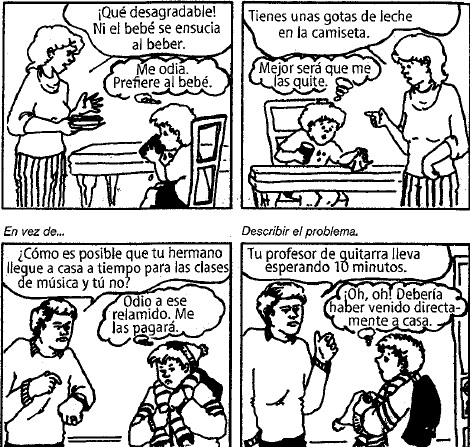 ¡Qué desagradable!
Ni el bebé se ensucia
al beber.
Me odia.
Prefiere al bebé.
Tienes unas gotas de leche
en la camiseta.
Mejor será que me
las quite.
En vez de...
Describir el problema.
¿Cómo es posible que tu hermano
llegue a casa a tiempo para las clases
de música y tú no?
Odio a ese
relamido. Me
las pagará.
Tu profesor de guitarra lleva
esperando 10 minutos.
¡Oh, oh! Debería
haber venido directa-
mente a casa.